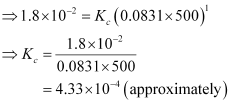 ⇒1.8×10⁻² = K_c (0.0831×500)¹
⇒ K_c = 1.8×10⁻² / 0.0831×500
= 4.33×10⁻⁴ (approximately)